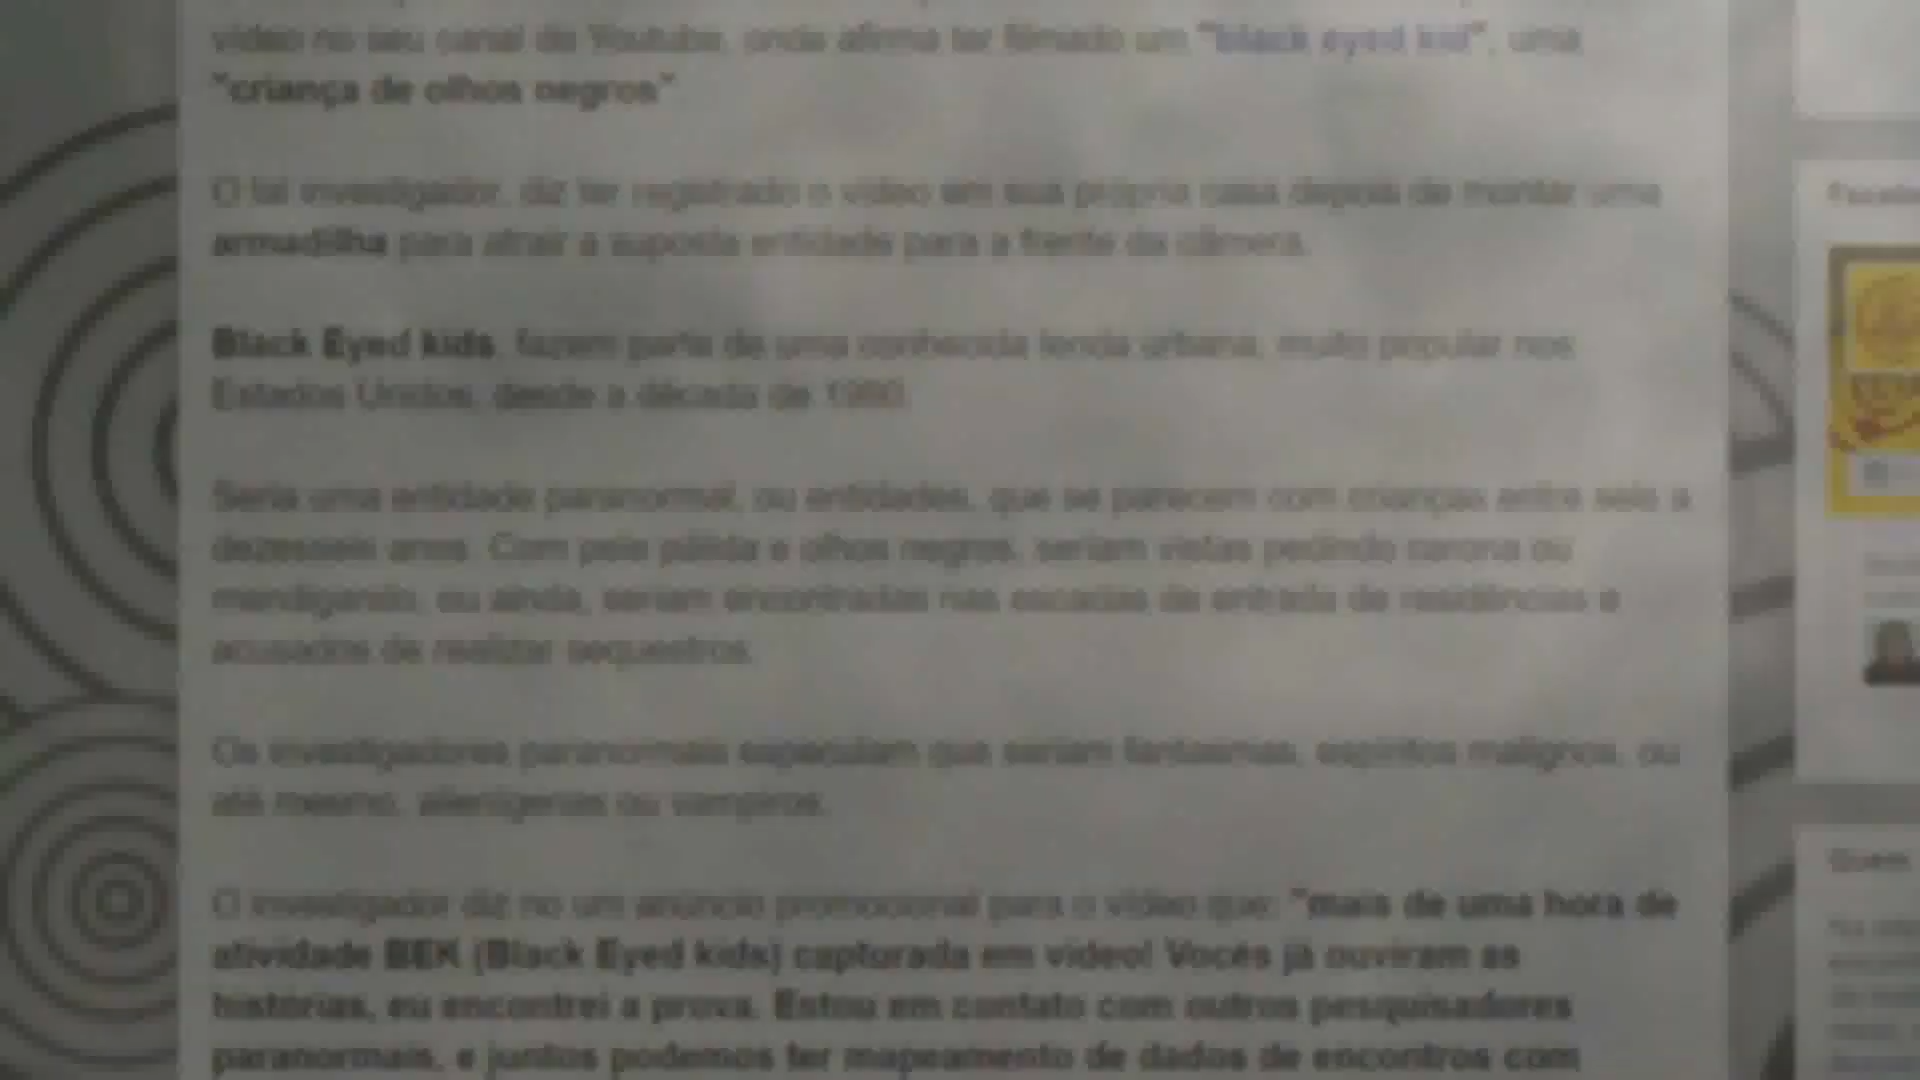 vídeo no seu canal do Youtube, onde afirma ter filmado um "black eyed kid", uma
"criança de olhos negros"
O tal investigador, diz ter registrado o vídeo em sua própria casa depois de montar uma
armadilha para atrair a suposta entidade para a frente da câmera.
Black Eyed kids, fazem parte de uma conhecida lenda urbana, muito popular nos
Estados Unidos, desde a década de 1980.
Seria uma entidade paranormal, ou entidades, que se parecem com crianças entre seis a
dezesseis anos. Com pele pálida e olhos negros, seriam vistas pedindo carona ou
mendigando, ou ainda, seriam encontradas nas escadas de entrada de residências e
acusados de realizar sequestros.
Os investigadores paranormais especulam que seriam fantasmas, espíritos malignos, ou
até mesmo, alienígenas ou vampiros.
O investigador diz no um anúncio promocional para o vídeo que: "mais de uma hora de
atividade BEK (Black Eyed kids) capturada em vídeo! Vocês já ouviram as
histórias, eu encontrei a prova. Estou em contato com outros pesquisadores
paranormais, e juntos podemos ter mapeamento de dados de encontros com
Quem